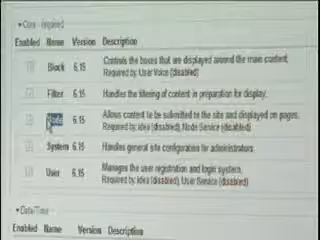 Core - required
Enabled Name Version Description
Block 6.15 Controls the boxes that are displayed around the main content.
Required by: User Voice (disabled)
Filter 6.15 Handles the filtering of content in preparation for display.
Node 6.15 Allows content to be submitted to the site and displayed on pages.
Required by: Idea (disabled), Node Service (disabled)
System 6.15 Handles general site configuration for administrators.
User 6.15 Manages the user registration and login system.
Required by: Idea (disabled), User Service (disabled)
Date/Time
Enabled Name Version Description